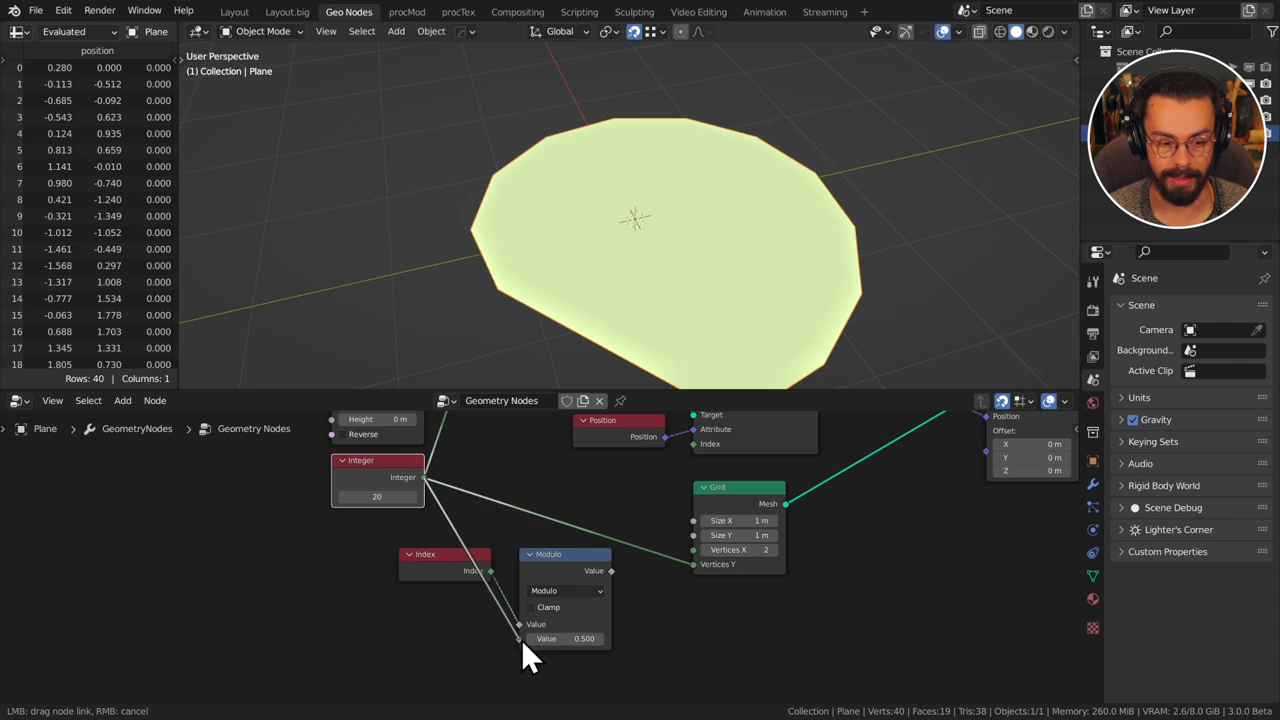 File Edit Render Window Help Layout Layout.big Geo Nodes procMod procTex Compositing Scripting Sculpting Video Editing Animation Streaming + Scene View Layer
Evaluated Plane Object Mode View Select Add Object Global
position
0 0.280 0.000 0.000
1 -0.113 -0.512 0.000
2 -0.685 -0.092 0.000
3 -0.543 0.623 0.000
4 0.124 0.935 0.000
5 0.813 0.659 0.000
6 1.141 -0.010 0.000
7 0.980 -0.740 0.000
8 0.421 -1.240 0.000
9 -0.321 -1.349 0.000
10 -1.012 -1.052 0.000
11 -1.461 -0.449 0.000
12 -1.568 0.297 0.000
13 -1.317 1.008 0.000
14 -0.777 1.534 0.000
15 -0.063 1.778 0.000
16 0.688 1.703 0.000
17 1.345 1.331 0.000
18 1.805 0.730 0.000
Rows: 40 | Columns: 1
User Perspective
(1) Collection | Plane
View Select Add Node Geometry Nodes
Plane GeometryNodes Geometry Nodes
Height 0 m
Reverse
Integer
Integer
20
Position
Position
Target
Attribute
Index
Position
Offset:
X 0 m
Y 0 m
Z 0 m
Grid
Mesh
Size X 1 m
Size Y 1 m
Vertices X 2
Vertices Y
Index
Index
Modulo
Value
Modulo
Clamp
Value
Value 0.500
Scene
Scene
Camera
Background...
Active Clip
Units
Gravity
Keying Sets
Audio
Rigid Body World
Scene Debug
Lighter's Corner
Custom Properties
LMB: drag node link, RMB: cancel
Collection | Plane | Verts:40 | Faces:19 | Tris:38 | Objects:1/1 | Memory: 260.0 MiB | VRAM: 2.6/8.0 GiB | 3.0.0 Beta